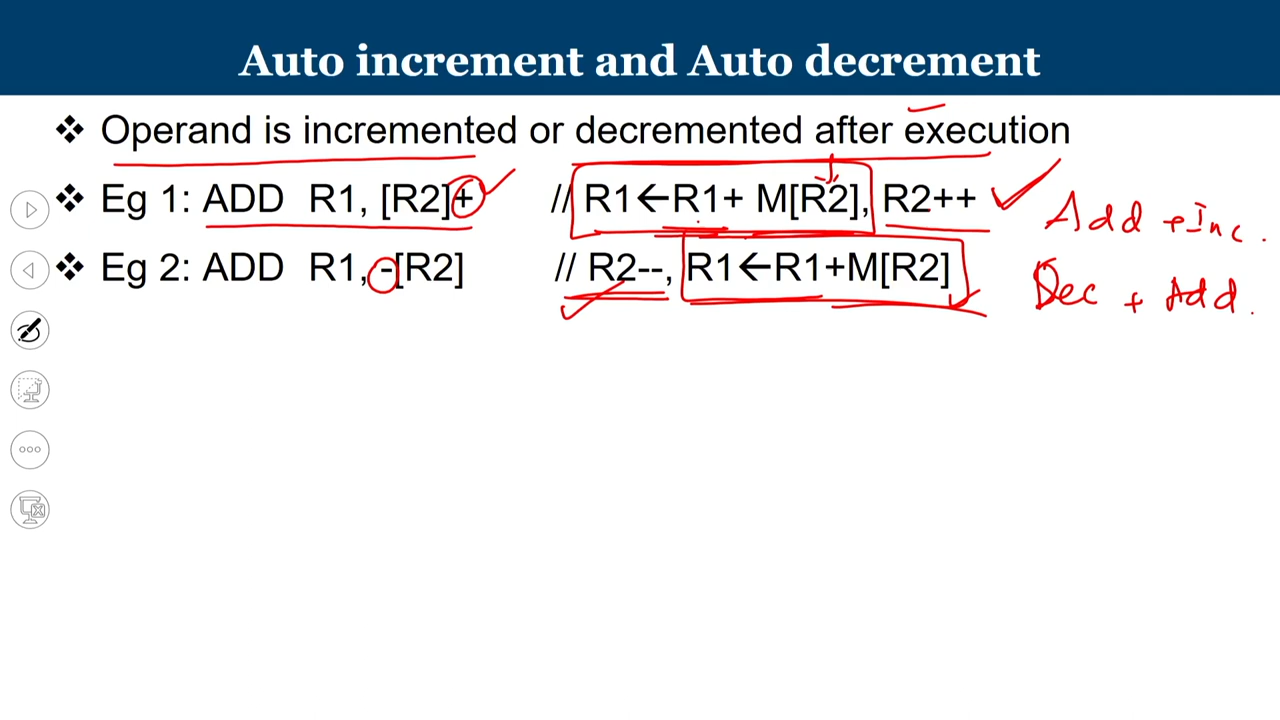 Auto increment and Auto decrement
❖ Operand is incremented or decremented after execution
❖ Eg 1: ADD R1, [R2]+ // R1←R1+ M[R2], R2++ Add + Inc.
❖ Eg 2: ADD R1, -[R2] // R2--, R1←R1+M[R2] Dec + Add.